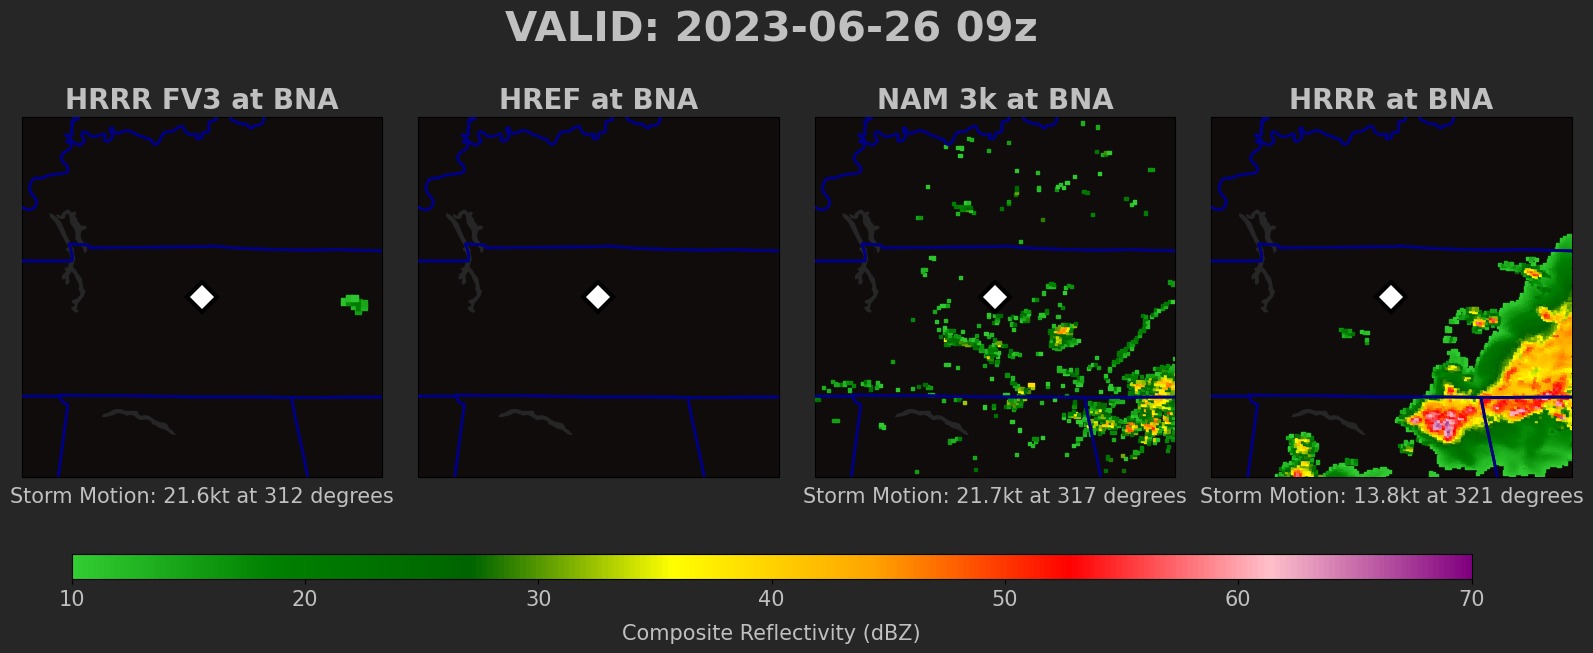 VALID: 2023-06-26 09z
HRRR FV3 at BNA
HREF at BNA
NAM 3k at BNA
HRRR at BNA
Storm Motion: 21.6kt at 312 degrees
Storm Motion: 21.7kt at 317 degrees
Storm Motion: 13.8kt at 321 degrees
10 20 30 40 50 60 70
Composite Reflectivity (dBZ)